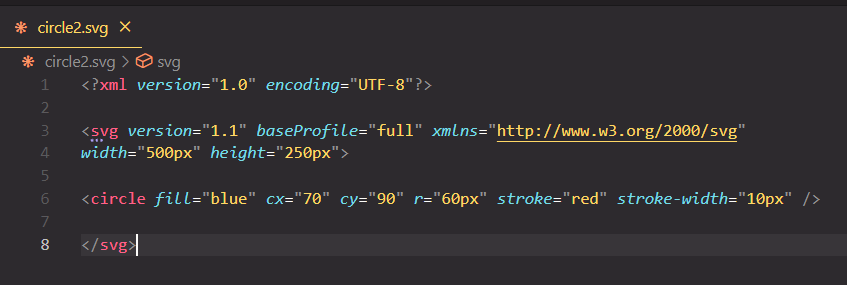 circle2.svg ×
circle2.svg > svg
1 <?xml version="1.0" encoding="UTF-8"?>
2
3 <svg version="1.1" baseProfile="full" xmlns="http://www.w3.org/2000/svg"
4 width="500px" height="250px">
5
6 <circle fill="blue" cx="70" cy="90" r="60px" stroke="red" stroke-width="10px" />
7
8 </svg>